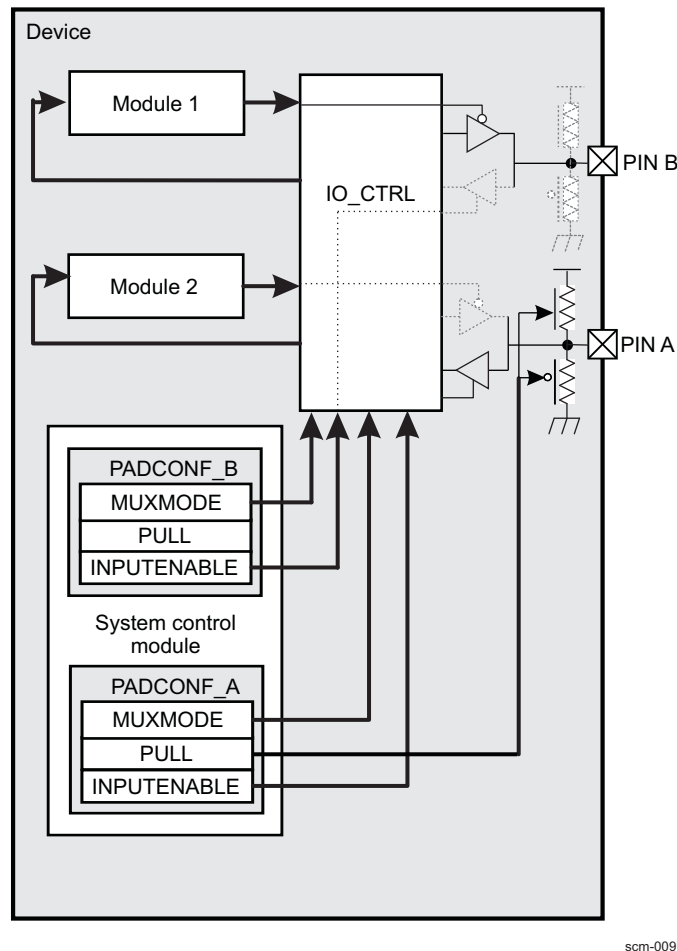 Device
Module 1
IO_CTRL
PIN B
Module 2
PIN A
PADCONF_B
MUXMODE
PULL
INPUTENABLE
System control
module
PADCONF_A
MUXMODE
PULL
INPUTENABLE
scm-009